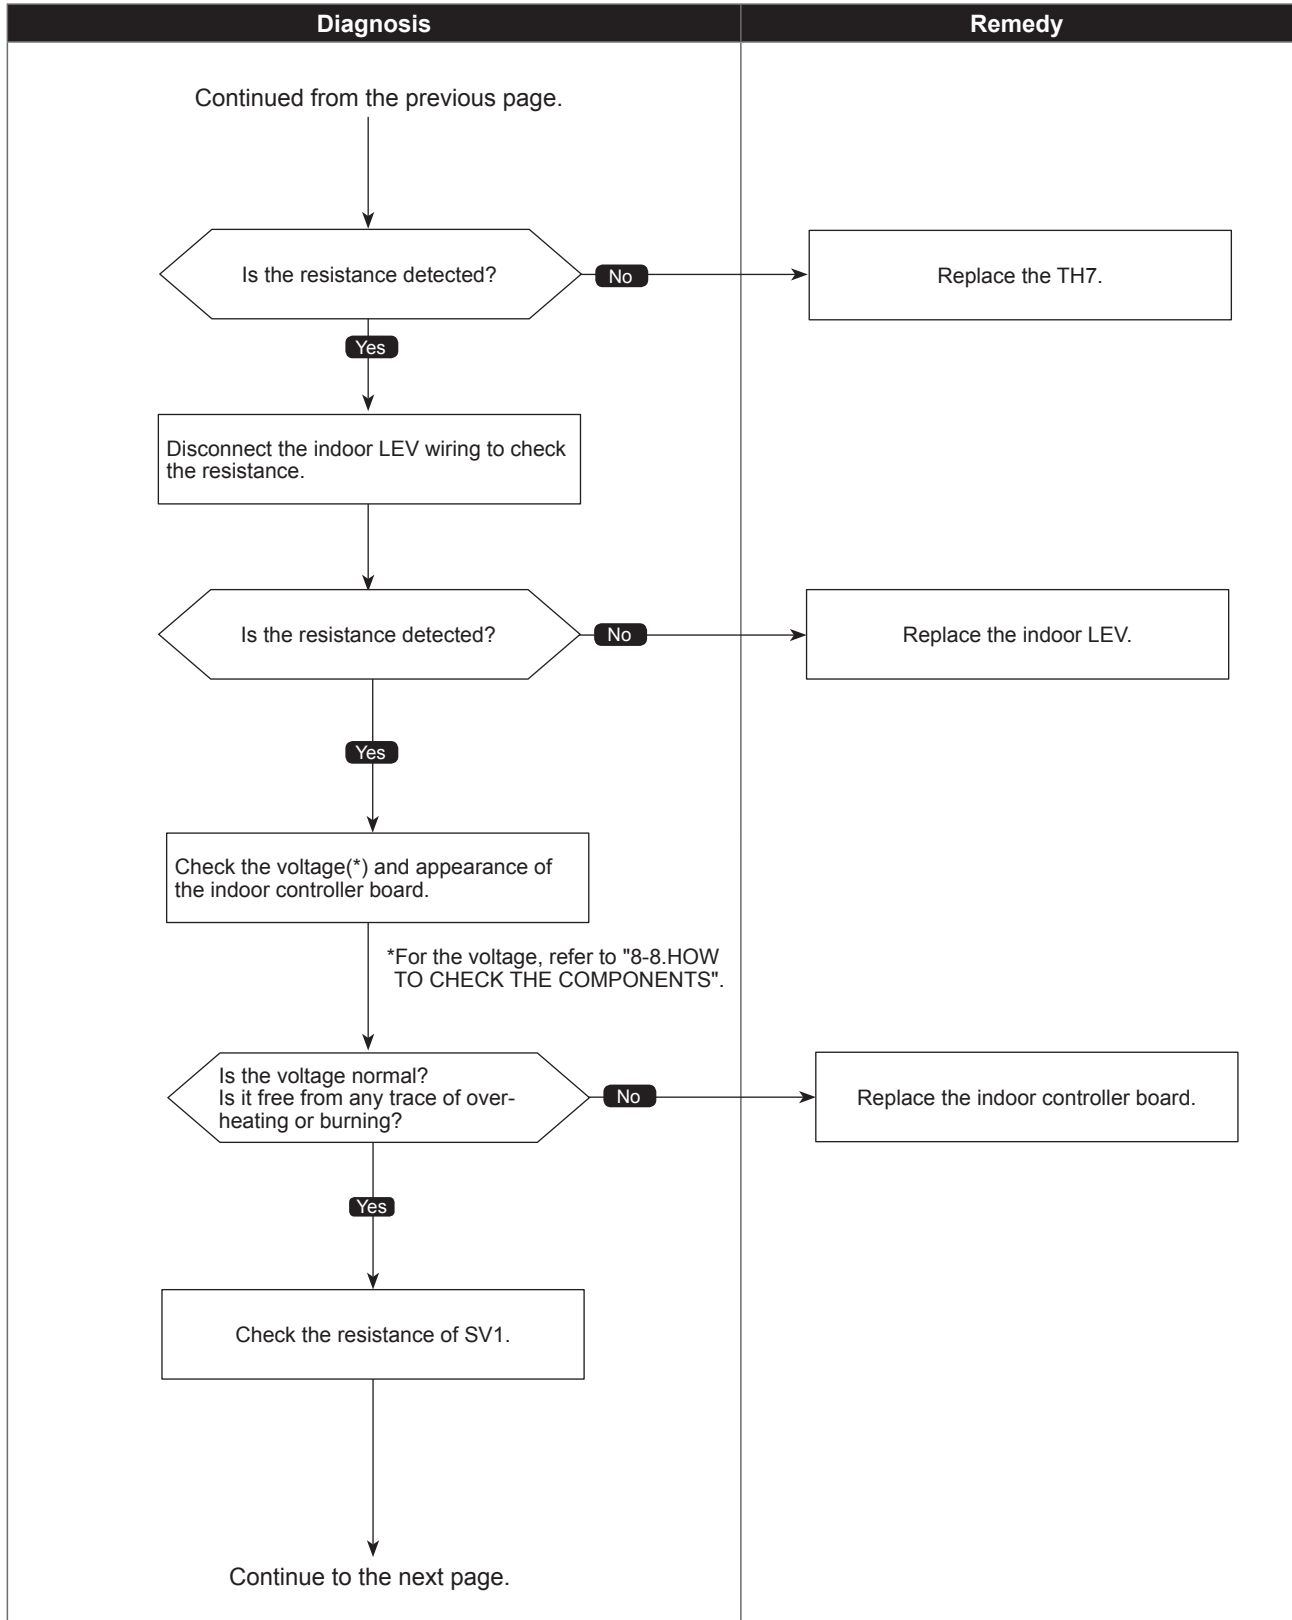 Diagnosis
Remedy
Continued from the previous page.
Is the resistance detected?
No
Replace the TH7.
Yes
Disconnect the indoor LEV wiring to check
the resistance.
Is the resistance detected?
No
Replace the indoor LEV.
Yes
Check the voltage(*) and appearance of
the indoor controller board.
*For the voltage, refer to "8-8.HOW
TO CHECK THE COMPONENTS".
Is the voltage normal?
Is it free from any trace of over-
heating or burning?
No
Replace the indoor controller board.
Yes
Check the resistance of SV1.
Continue to the next page.